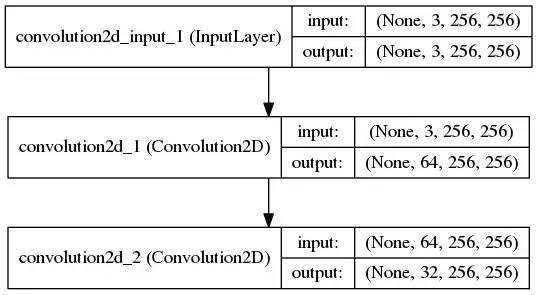 convolution2d_input_1 (InputLayer)
input: (None, 3, 256, 256)
output: (None, 3, 256, 256)
convolution2d_1 (Convolution2D)
input: (None, 3, 256, 256)
output: (None, 64, 256, 256)
convolution2d_2 (Convolution2D)
input: (None, 64, 256, 256)
output: (None, 32, 256, 256)